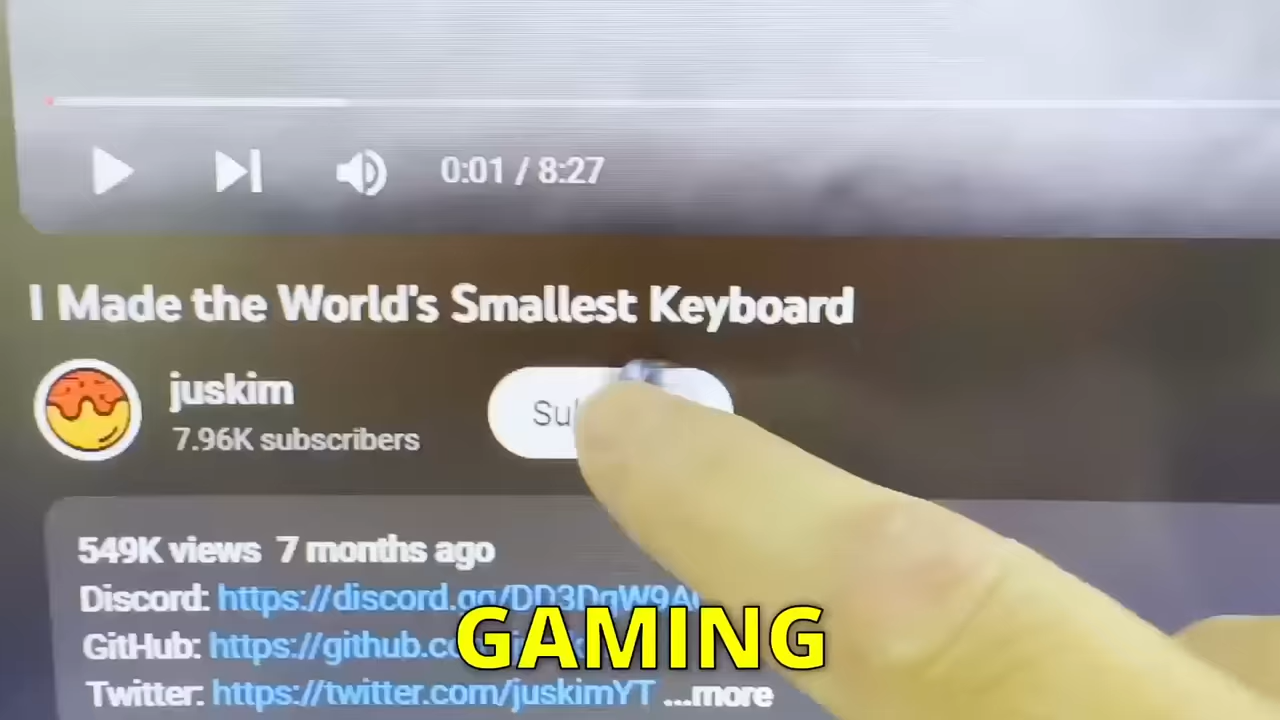 0:01 / 8:27
I Made the World's Smallest Keyboard
juskim
7.96K subscribers
549K views 7 months ago
Discord:
GitHub:
GAMING
Twitter: https://twitter.com/juskimYT ...more